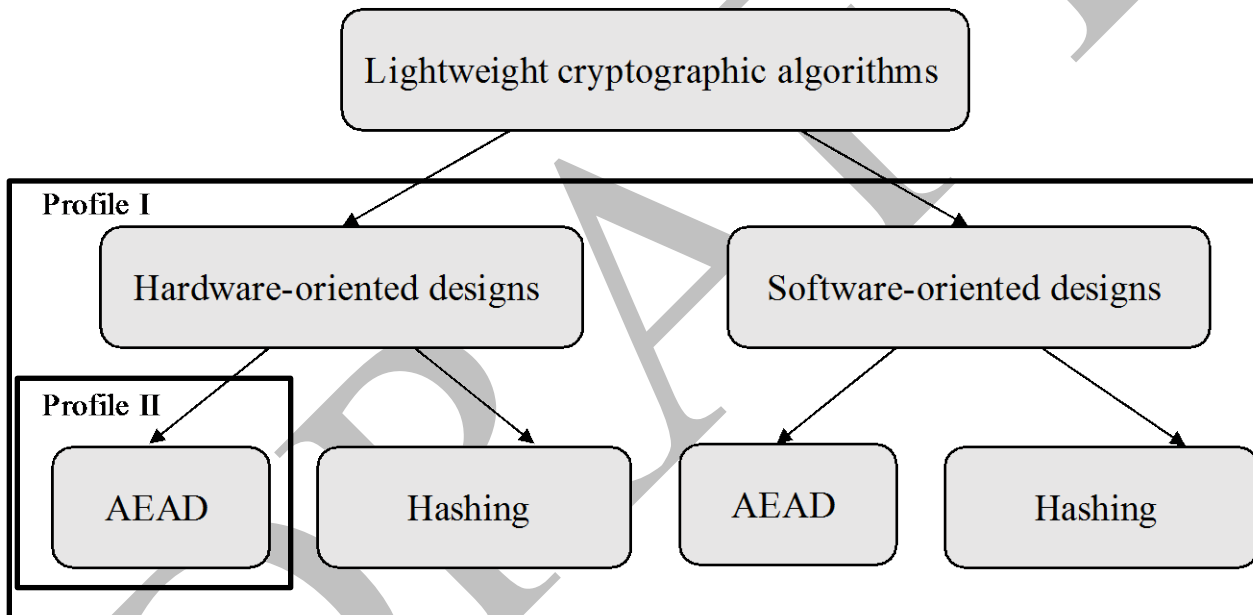 Lightweight cryptographic algorithms
Profile I
Hardware-oriented designs
Software-oriented designs
Profile II
AEAD
Hashing
AEAD
Hashing